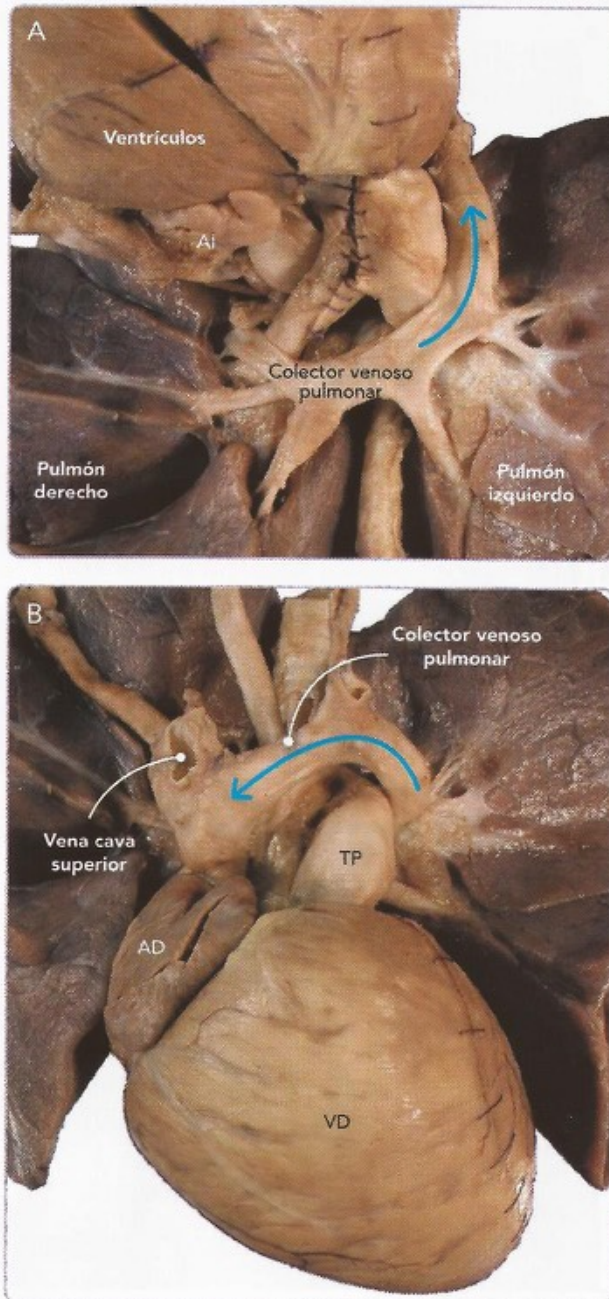 A
Ventrículos
Ai
Colector venoso
pulmonar
Pulmón
derecho
Pulmón
izquierdo
B
Colector venoso
pulmonar
Vena cava
superior
TP
AD
VD